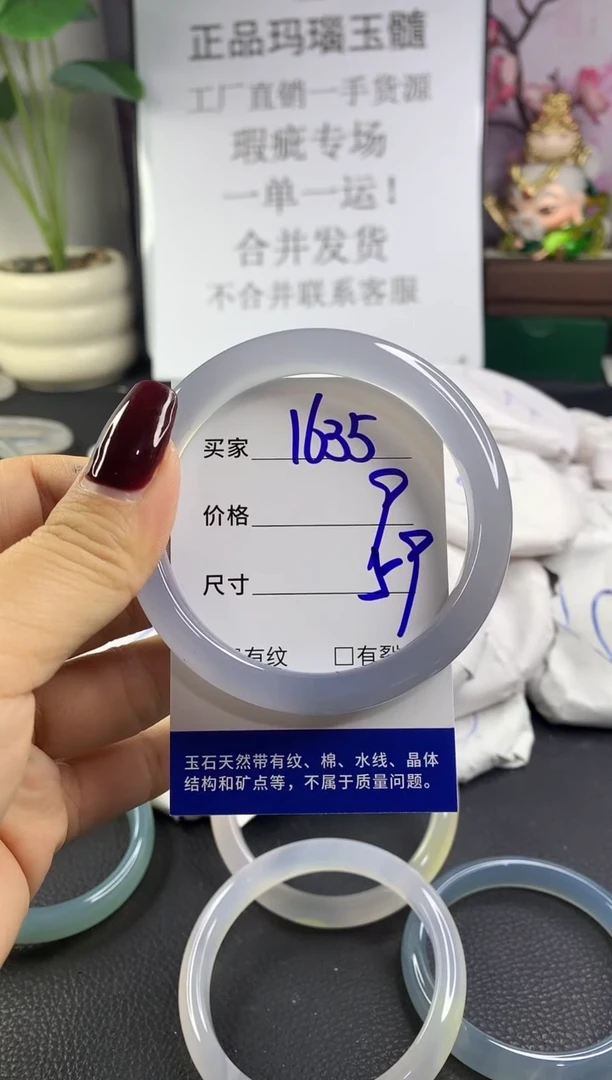 正品玛瑙玉髓
工厂直销一手货源
瑕疵专场
一单一运！
合并发货
不合并联系客服
买家 1635
价格 9
尺寸 59
有纹 □有裂
玉石天然带有纹、棉、水线、晶体
结构和矿点等，不属于质量问题。